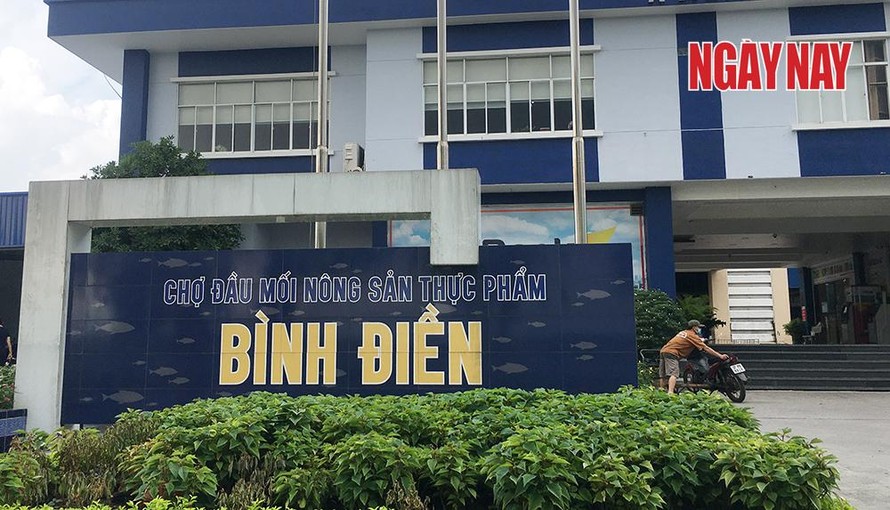 NGÀY NAY
CHỢ ĐẦU MỐI NÔNG SẢN THỰC PHẨM
BÌNH ĐIỀN